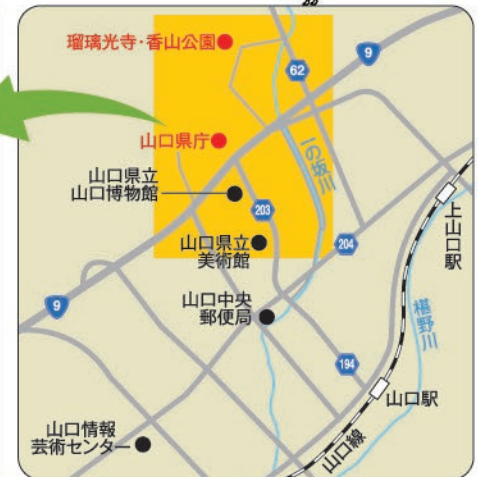 瑠璃光寺・香山公園
62
9
山口県庁
一の坂川
山口県立
山口博物館
203
上山口駅
山口県立
美術館
204
9
山口中央
郵便局
椹野川
194
山口駅
山口情報
芸術センター
山口線